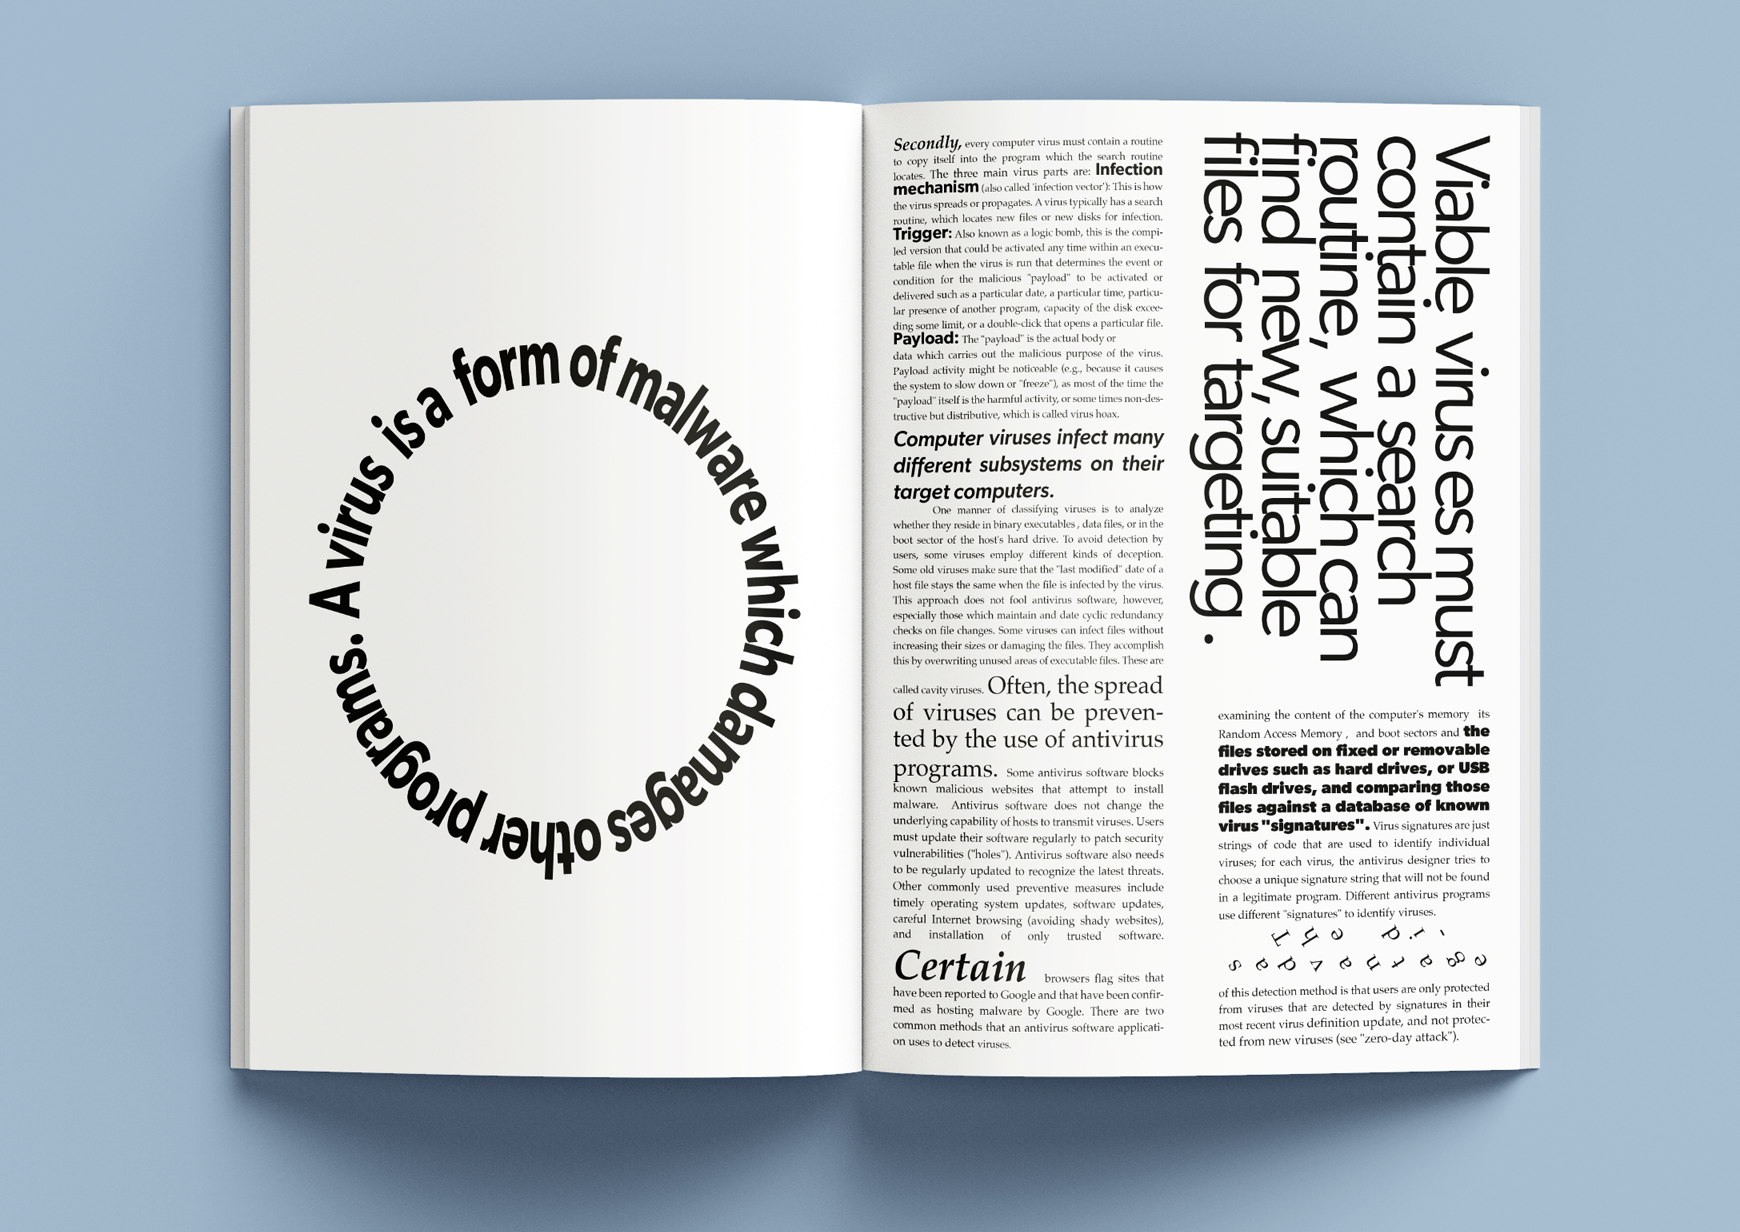 A virus is a form of malware which damages other programs.
Secondly, every computer virus must contain a routine
to copy itself into the program which the search routine
locates. The three main virus parts are: Infection
mechanism (also called 'infection vector'): This is how
the virus spreads or propagates. A virus typically has a search
routine, which locates new files or new disks for infection.
Trigger: Also known as a logic bomb, this is the compi-
led version that could be activated any time within an execu-
table file when the virus is run that determines the event or
condition for the malicious "payload" to be activated or
delivered such as a particular date, a particular time, particu-
lar presence of another program, capacity of the disk excee-
ding some limit, or a double-click that opens a particular file.
Payload: The "payload" is the actual body or
data which carries out the malicious purpose of the virus.
Payload activity might be noticeable (e.g., because it causes
the system to slow down or "freeze"), as most of the time the
"payload" itself is the harmful activity, or some times non-des-
tructive but distributive, which is called virus hoax.
Computer viruses infect many
different subsystems on their
target computers.
One manner of classifying viruses is to analyze
whether they reside in binary executables , data files, or in the
boot sector of the host's hard drive. To avoid detection by
users, some viruses employ different kinds of deception.
Some old viruses make sure that the "last modified" date of a
host file stays the same when the file is infected by the virus.
This approach does not fool antivirus software, however,
especially those which maintain and date cyclic redundancy
checks on file changes. Some viruses can infect files without
increasing their sizes or damaging the files. They accomplish
this by overwriting unused areas of executable files. These are
called cavity viruses. Often, the spread
of viruses can be preven-
ted by the use of antivirus
programs. Some antivirus software blocks
known malicious websites that attempt to install
malware. Antivirus software does not change the
underlying capability of hosts to transmit viruses. Users
must update their software regularly to patch security
vulnerabilities ("holes"). Antivirus software also needs
to be regularly updated to recognize the latest threats.
Other commonly used preventive measures include
timely operating system updates, software updates,
careful Internet browsing (avoiding shady websites),
and installation of only trusted software.
Certain browsers flag sites that
have been reported to Google and that have been confir-
med as hosting malware by Google. There are two
common methods that an antivirus software applicati-
on uses to detect viruses.
Viable viruses must
contain a search
routine, which can
find new, suitable
files for targeting .
examining the content of the computer's memory its
Random Access Memory , and boot sectors and the
files stored on fixed or removable
drives such as hard drives, or USB
flash drives, and comparing those
files against a database of known
virus "signatures". Virus signatures are just
strings of code that are used to identify individual
viruses; for each virus, the antivirus designer tries to
choose a unique signature string that will not be found
in a legitimate program. Different antivirus programs
use different "signatures" to identify viruses.
The
of this detection method is that users are only protected
from viruses that are detected by signatures in their
most recent virus definition update, and not protec-
ted from new viruses (see "zero-day attack").